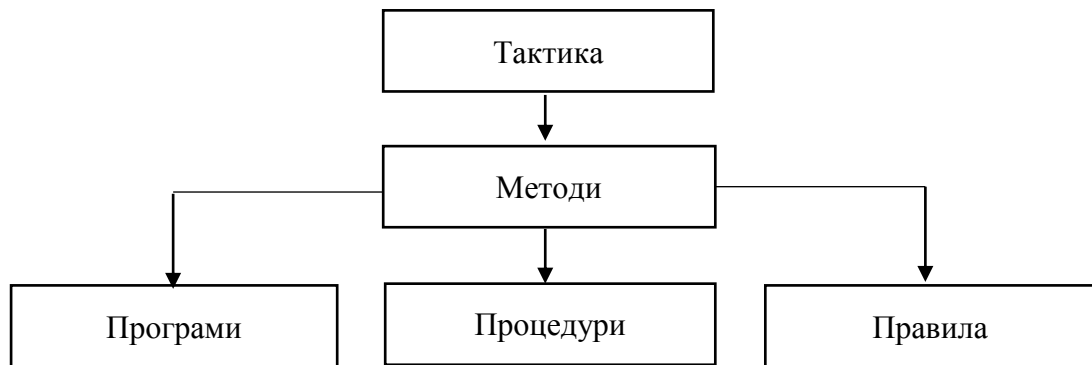 Тактика
Методи
Програми
Процедури
Правила